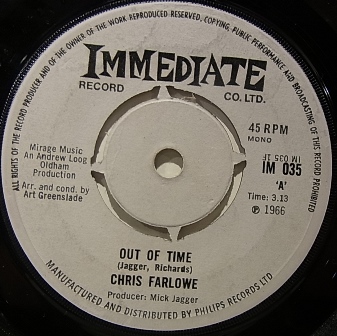 ALL RIGHTS OF THE RECORD PRODUCER AND OF THE OWNER OF THE WORK REPRODUCED RESERVED. COPYING, PUBLIC PERFORMANCE AND BROADCASTING OF THIS RECORD PROHIBITED
IMMEDIATE
RECORD CO. LTD.
45 RPM
MONO
Mirage Music
An Andrew Loog
Oldham
Production
Arr. and cond. by
Art Greenslade
IM 035 JF
IM 035
'A'
Time: 3.13
℗ 1966
OUT OF TIME
(Jagger, Richards)
CHRIS FARLOWE
Producer: Mick Jagger
MANUFACTURED AND DISTRIBUTED BY PHILIPS RECORDS LTD